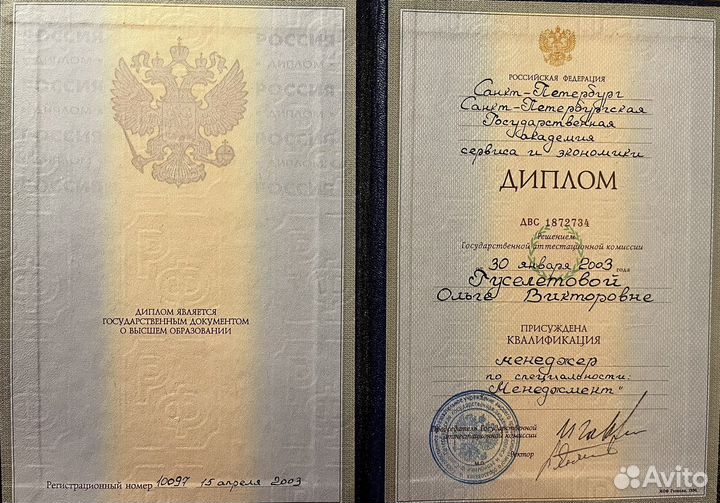 РОССИЯ
ДИПЛОМ ЯВЛЯЕТСЯ
ГОСУДАРСТВЕННЫМ ДОКУМЕНТОМ
О ВЫСШЕМ ОБРАЗОВАНИИ
Регистрационный номер 10097 15 апреля 2003
РОССИЙСКАЯ ФЕДЕРАЦИЯ
Санкт-Петербург
Санкт-Петербургская
Государственная
академия
сервиса и экономики
ДИПЛОМ
ДВС 1872734
Решением
Государственной аттестационной комиссии
30 января 2003 года
Гуселетовой
Ольге Викторовне
ПРИСУЖДЕНА
КВАЛИФИКАЦИЯ
менеджер
по специальности:
"Менеджмент"
Председатель Государственной
аттестационной комиссии
Ректор
М.П.
Avito